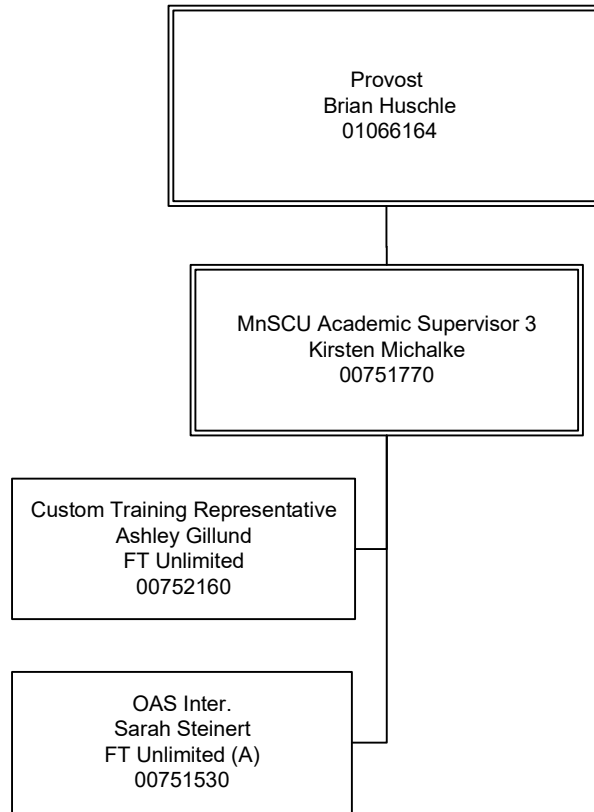 Provost
Brian Huschle
01066164
MnSCU Academic Supervisor 3
Kirsten Michalke
00751770
Custom Training Representative
Ashley Gillund
FT Unlimited
00752160
OAS Inter.
Sarah Steinert
FT Unlimited (A)
00751530